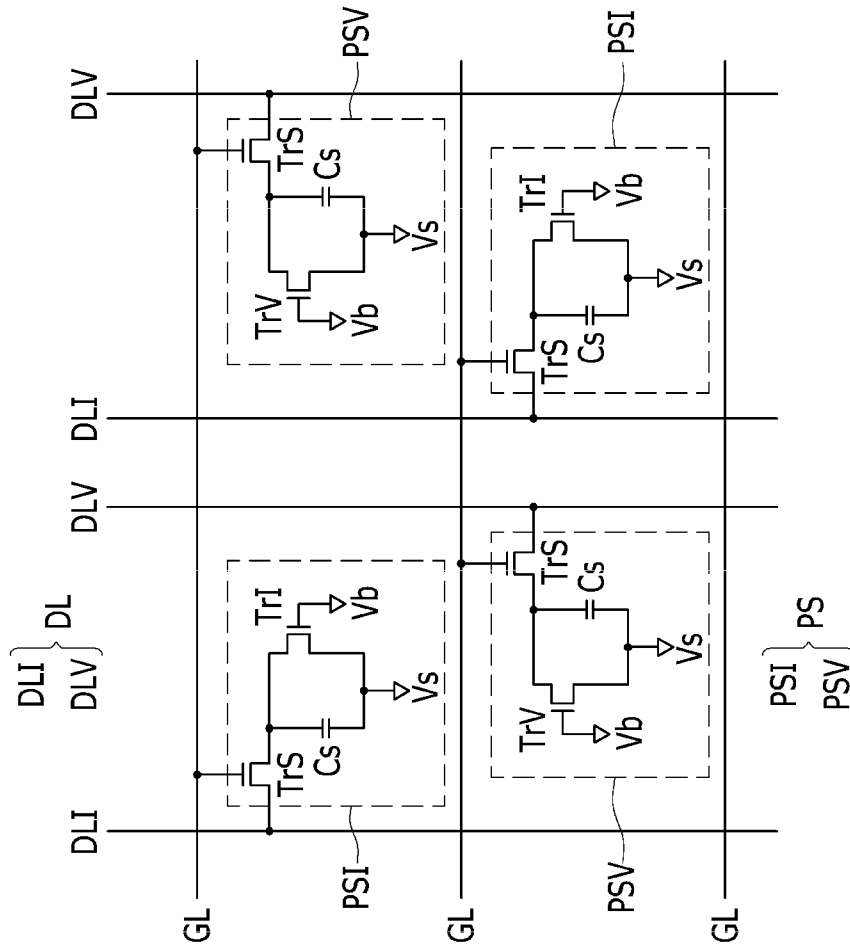 DLI
DLV
DL
DLI
DLV
DLI
DLV
GL
TrS
Cs
TrI
Vb
Vs
PSI
TrV
Vb
TrS
Cs
Vs
PSV
GL
TrV
Vb
TrS
Cs
Vs
PSV
TrS
Cs
TrI
Vb
Vs
PSI
GL
PSI
PSV
PS